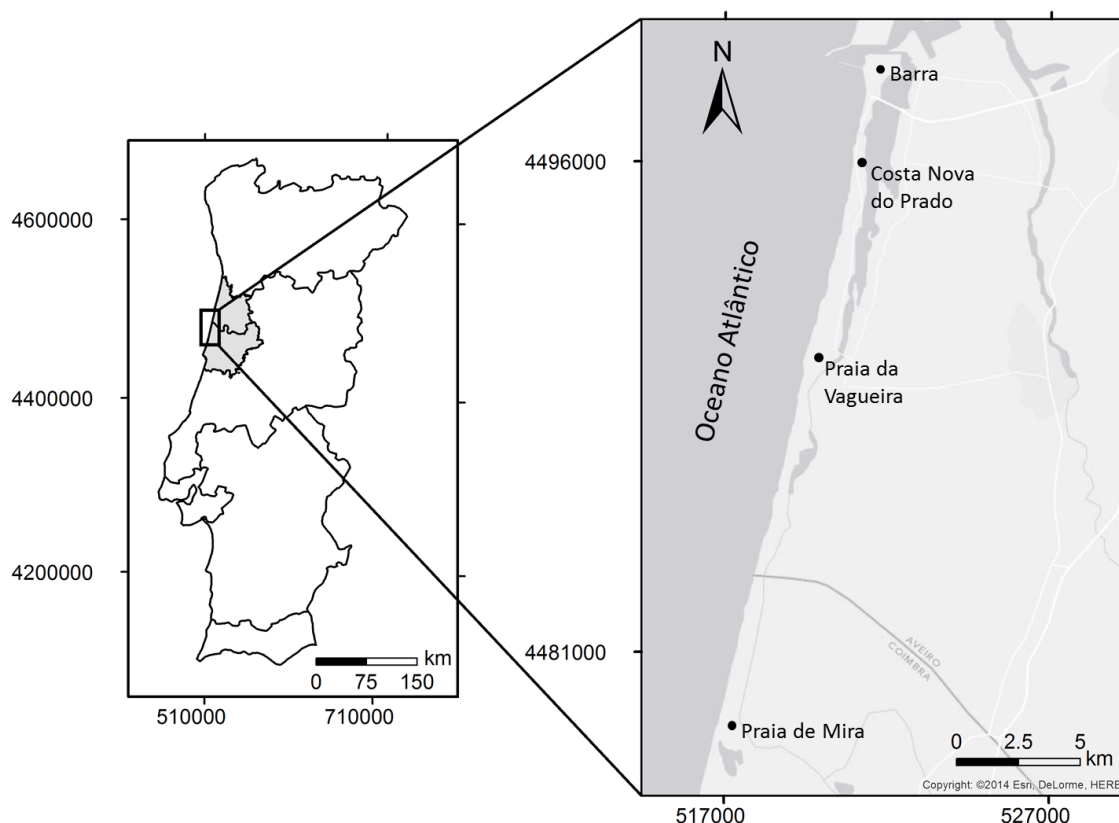 4600000
4400000
4200000
510000
710000
km
0
75
150
N
Barra
4496000
Costa Nova
do Prado
Oceano Atlântico
Praia da
Vagueira
4481000
AVEIRO
COIMBRA
Praia de Mira
0
2.5
5
km
Copyright: ©2014 Esri, DeLorme, HERE
517000
527000